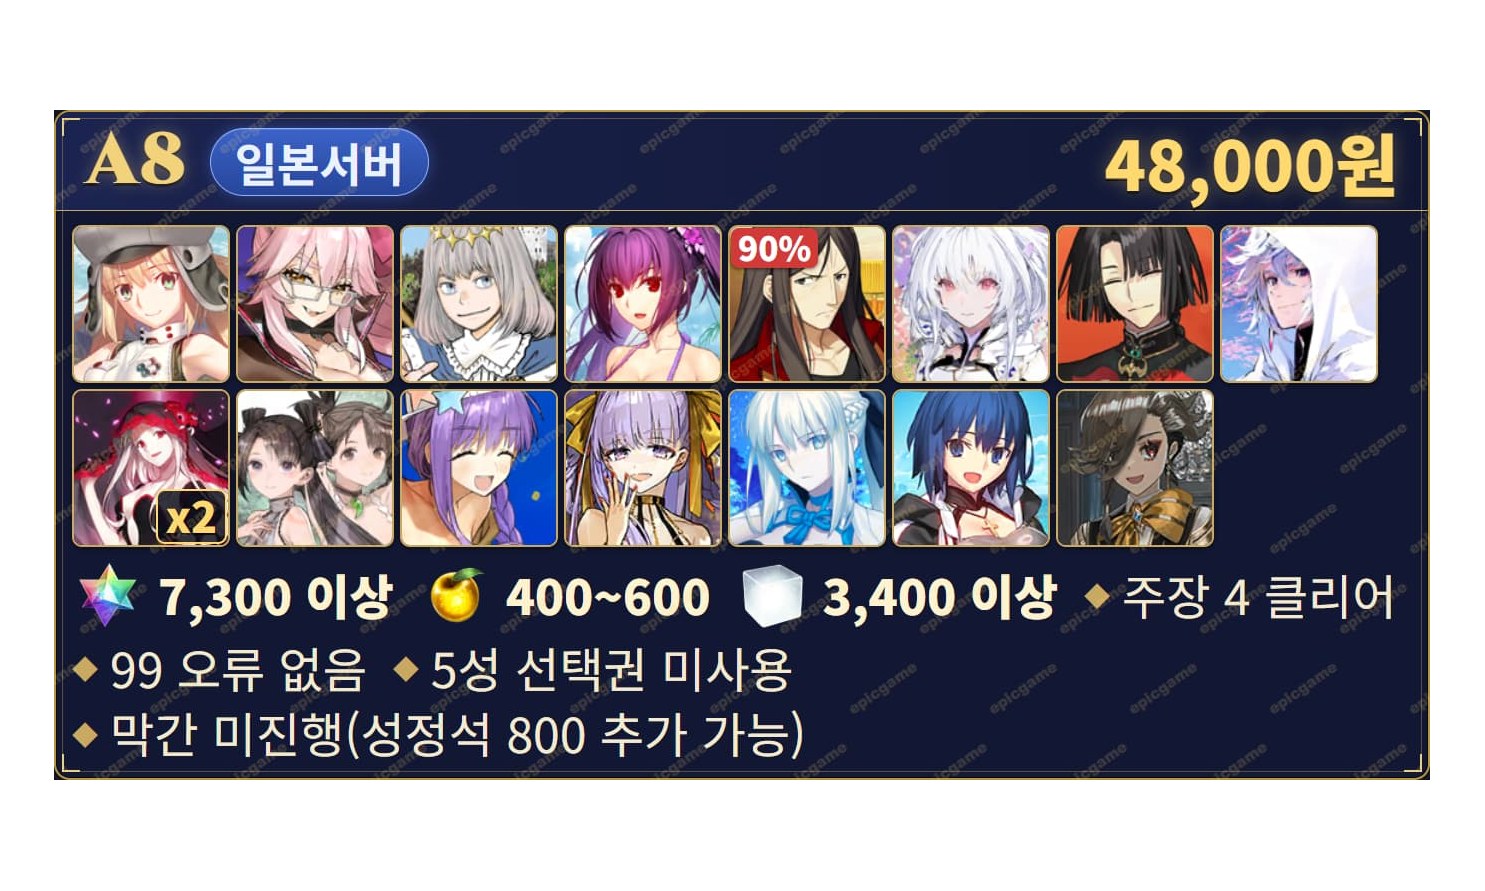 A8 일본서버 48,000원
90%
x2
7,300 이상 400~600 3,400 이상 ◆ 주장 4 클리어
◆ 99 오류 없음 ◆ 5성 선택권 미사용
◆ 막간 미진행(성정석 800 추가 가능)
epicgame